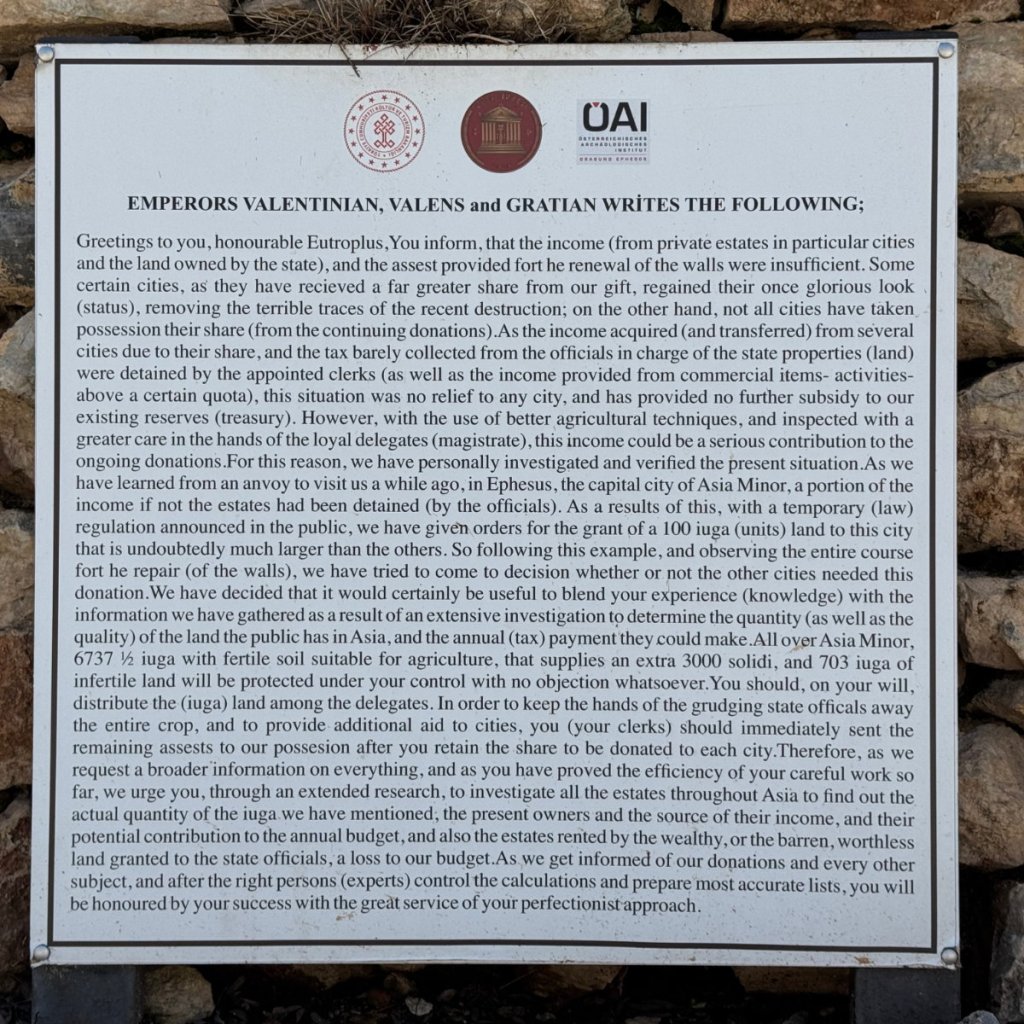 ÖAI
ÖSTERREICHISCHES
ARCHÄOLOGISCHES
INSTITUT
GRABUNG EPHESOS
EMPERORS VALENTINIAN, VALENS and GRATIAN WRİTES THE FOLLOWING;
Greetings to you, honourable Eutroplus,You inform, that the income (from private estates in particular cities
and the land owned by the state), and the assest provided fort he renewal of the walls were insufficient. Some
certain cities, as they have recieved a far greater share from our gift, regained their once glorious look
(status), removing the terrible traces of the recent destruction; on the other hand, not all cities have taken
possession their share (from the continuing donations).As the income acquired (and transferred) from several
cities due to their share, and the tax barely collected from the officials in charge of the state properties (land)
were detained by the appointed clerks (as well as the income provided from commercial items- activities-
above a certain quota), this situation was no relief to any city, and has provided no further subsidy to our
existing reserves (treasury). However, with the use of better agricultural techniques, and inspected with a
greater care in the hands of the loyal delegates (magistrate), this income could be a serious contribution to the
ongoing donations.For this reason, we have personally investigated and verified the present situation.As we
have learned from an anvoy to visit us a while ago, in Ephesus, the capital city of Asia Minor, a portion of the
income if not the estates had been detained (by the officials). As a results of this, with a temporary (law)
regulation announced in the public, we have given orders for the grant of a 100 iuga (units) land to this city
that is undoubtedly much larger than the others. So following this example, and observing the entire course
fort he repair (of the walls), we have tried to come to decision whether or not the other cities needed this
donation.We have decided that it would certainly be useful to blend your experience (knowledge) with the
information we have gathered as a result of an extensive investigation to determine the quantity (as well as the
quality) of the land the public has in Asia, and the annual (tax) payment they could make.All over Asia Minor,
6737 ½ iuga with fertile soil suitable for agriculture, that supplies an extra 3000 solidi, and 703 iuga of
infertile land will be protected under your control with no objection whatsoever.You should, on your will,
distribute the (iuga) land among the delegates. In order to keep the hands of the grudging state officals away
the entire crop, and to provide additional aid to cities, you (your clerks) should immediately sent the
remaining assests to our possesion after you retain the share to be donated to each city.Therefore, as we
request a broader information on everything, and as you have proved the efficiency of your careful work so
far, we urge you, through an extended research, to investigate all the estates throughout Asia to find out the
actual quantity of the iuga we have mentioned, the present owners and the source of their income, and their
potential contribution to the annual budget, and also the estates rented by the wealthy, or the barren, worthless
land granted to the state officials, a loss to our budget.As we get informed of our donations and every other
subject, and after the right persons (experts) control the calculations and prepare most accurate lists, you will
be honoured by your success with the great service of your perfectionist approach.